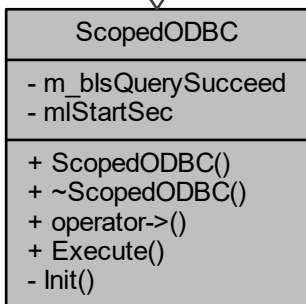 ScopedODBC
- m_bIsQuerySucceed
- mlStartSec
+ ScopedODBC()
+ ~ScopedODBC()
+ operator->()
+ Execute()
- Init()